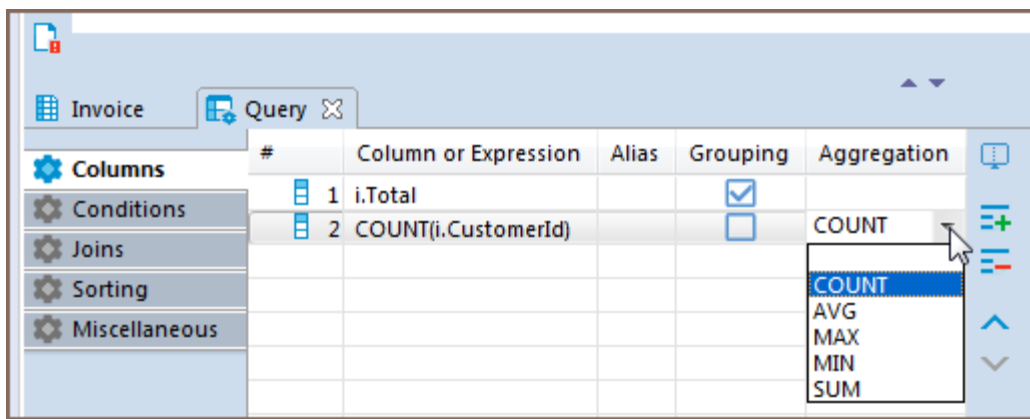 Invoice Query
# Column or Expression Alias Grouping Aggregation
Columns
1 i.Total
Conditions
2 COUNT(i.CustomerId) COUNT
Joins
Sorting
COUNT
AVG
Miscellaneous
MAX
MIN
SUM